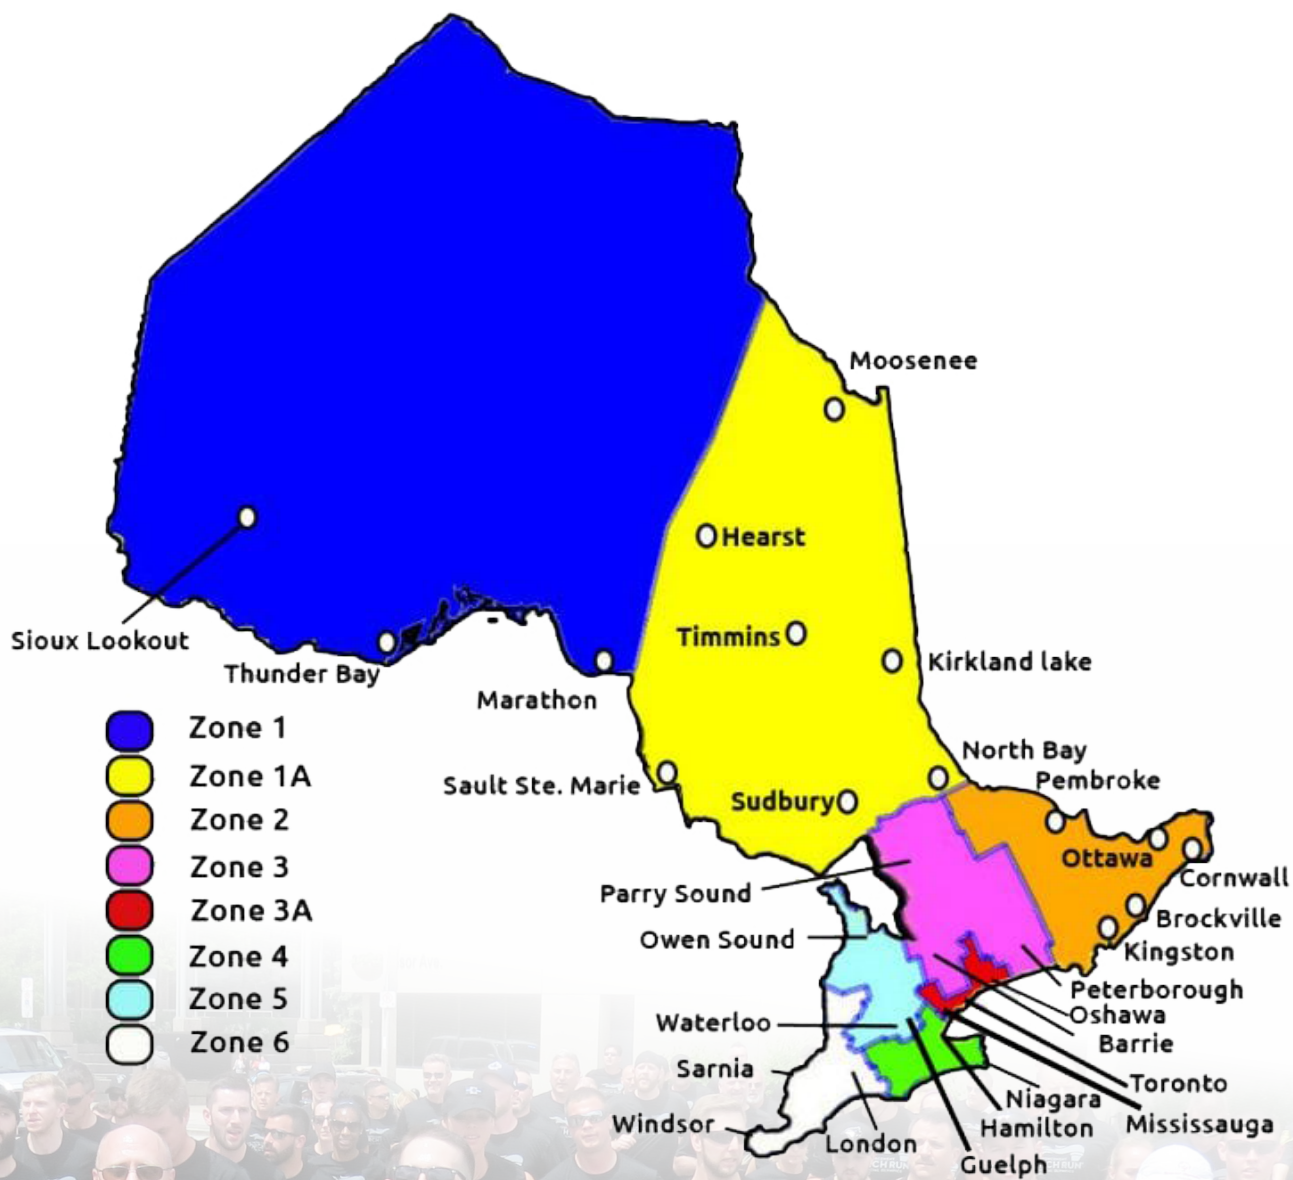 Moosenee
Hearst
Timmins
Sioux Lookout
Kirkland lake
Thunder Bay
Marathon
Zone 1
North Bay
Zone 1A
Sault Ste. Marie
Pembroke
Sudbury
Zone 2
Ottawa
Zone 3
Cornwall
Parry Sound
Zone 3A
Brockville
Owen Sound
Kingston
Zone 4
Peterborough
Zone 5
Oshawa
Waterloo
Zone 6
Barrie
Sarnia
Toronto
Niagara
Windsor
Hamilton
Mississauga
London
Guelph